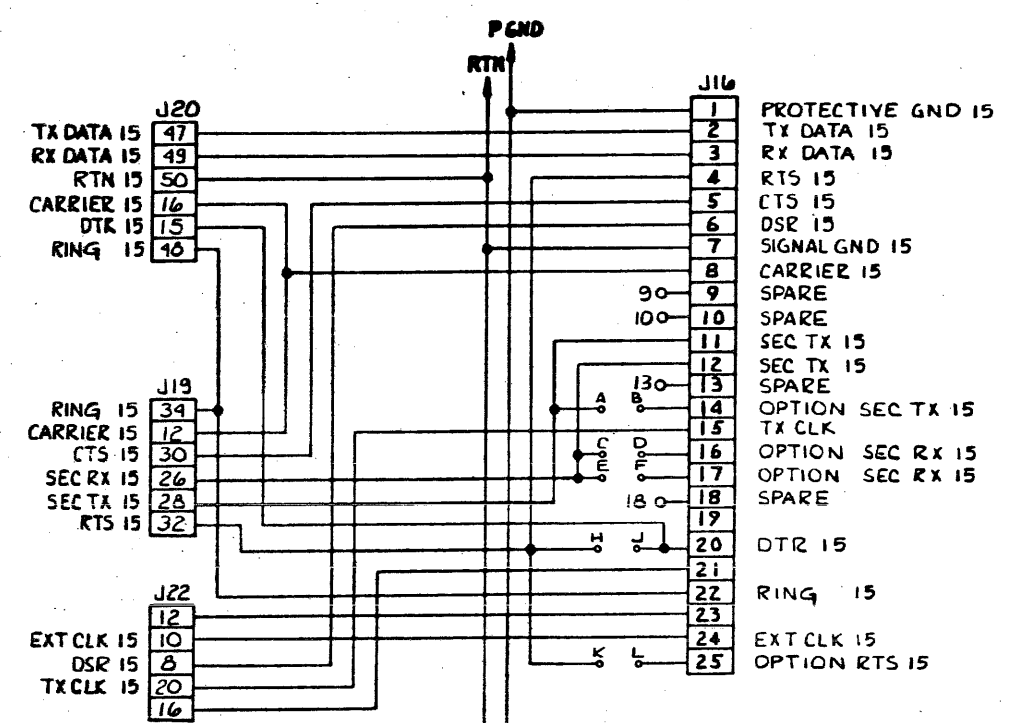 P GND
RTN
J20
TX DATA 15 47
RX DATA 15 49
RTN 15 50
CARRIER 15 16
DTR 15 15
RING 15 48
J19
RING 15 34
CARRIER 15 12
CTS 15 30
SEC RX 15 26
SEC TX 15 28
RTS 15 32
J22
12
EXT CLK 15 10
DSR 15 8
TX CLK 15 20
16
J16
1 PROTECTIVE GND 15
2 TX DATA 15
3 RX DATA 15
4 RTS 15
5 CTS 15
6 DSR 15
7 SIGNAL GND 15
8 CARRIER 15
9 9 SPARE
10 10 SPARE
11 SEC TX 15
12 SEC TX 15
13 13 SPARE
A B 14 OPTION SEC TX 15
15 TX CLK
C D 16 OPTION SEC RX 15
E F 17 OPTION SEC RX 15
18 18 SPARE
19
H J 20 DTR 15
21
22 RING 15
23
24 EXT CLK 15
K L 25 OPTION RTS 15